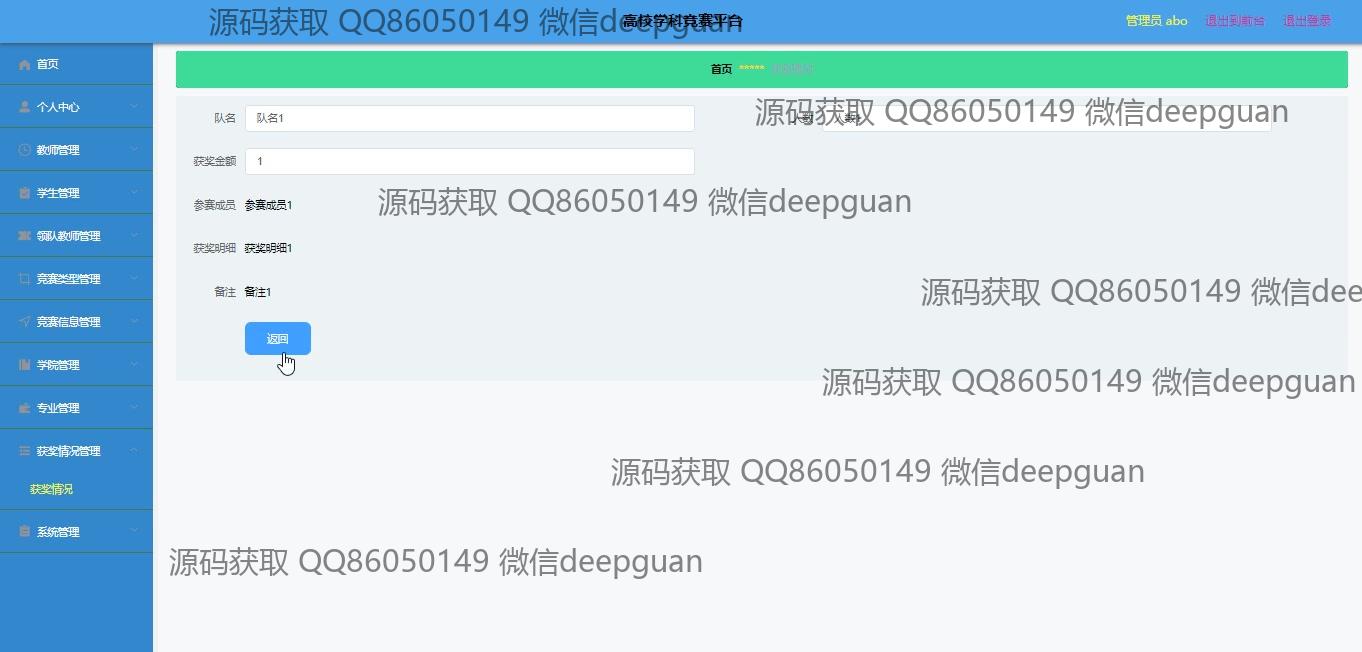 源码获取 QQ86050149 微信deepguan
高校学科竞赛平台
管理员 abo
退出到前台
退出登录
首页
个人中心
教师管理
学生管理
领队教师管理
竞赛类型管理
竞赛信息管理
学院管理
专业管理
获奖情况管理
获奖情况
系统管理
首页 *****
队名 队名1
人数 人数1
源码获取 QQ86050149 微信deepguan
获奖金额 1
参赛成员 参赛成员1
源码获取 QQ86050149 微信deepguan
获奖明细 获奖明细1
备注 备注1
源码获取 QQ86050149 微信dee
返回
源码获取 QQ86050149 微信deepguan
源码获取 QQ86050149 微信deepguan
源码获取 QQ86050149 微信deepguan